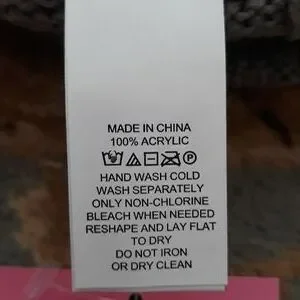 MADE IN CHINA
100% ACRYLIC
HAND WASH COLD
WASH SEPARATELY
ONLY NON-CHLORINE
BLEACH WHEN NEEDED
RESHAPE AND LAY FLAT
TO DRY
DO NOT IRON
OR DRY CLEAN